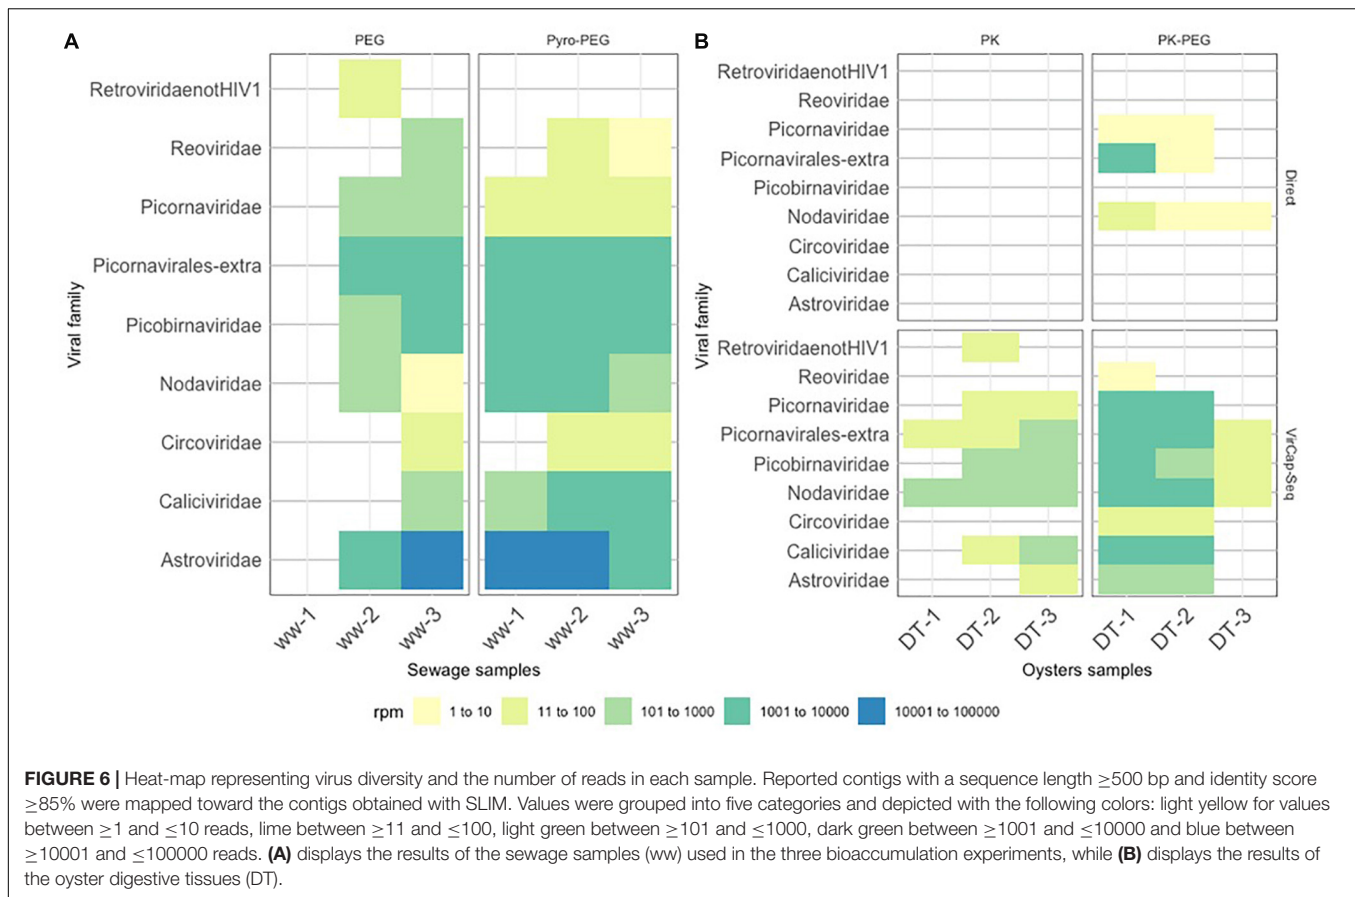 A
PEG
Pyro-PEG
Viral family
RetroviridaenotHIV1
Reoviridae
Picornaviridae
Picornavirales-extra
Picobirnaviridae
Nodaviridae
Circoviridae
Caliciviridae
Astroviridae
ww-1
ww-2
ww-3
ww-1
ww-2
ww-3
Sewage samples
B
PK
PK-PEG
Viral family
RetroviridaenotHIV1
Reoviridae
Picornaviridae
Picornavirales-extra
Picobirnaviridae
Nodaviridae
Circoviridae
Caliciviridae
Astroviridae
Direct
RetroviridaenotHIV1
Reoviridae
Picornaviridae
Picornavirales-extra
Picobirnaviridae
Nodaviridae
Circoviridae
Caliciviridae
Astroviridae
VirCap-Seq
DT-1
DT-2
DT-3
DT-1
DT-2
DT-3
Oysters samples
rpm 1 to 10 11 to 100 101 to 1000 1001 to 10000 10001 to 100000
FIGURE 6 | Heat-map representing virus diversity and the number of reads in each sample. Reported contigs with a sequence length ≥500 bp and identity score
≥85% were mapped toward the contigs obtained with SLIM. Values were grouped into five categories and depicted with the following colors: light yellow for values
between ≥1 and ≤10 reads, lime between ≥11 and ≤100, light green between ≥101 and ≤1000, dark green between ≥1001 and ≤10000 and blue between
≥10001 and ≤100000 reads. (A) displays the results of the sewage samples (ww) used in the three bioaccumulation experiments, while (B) displays the results of
the oyster digestive tissues (DT).